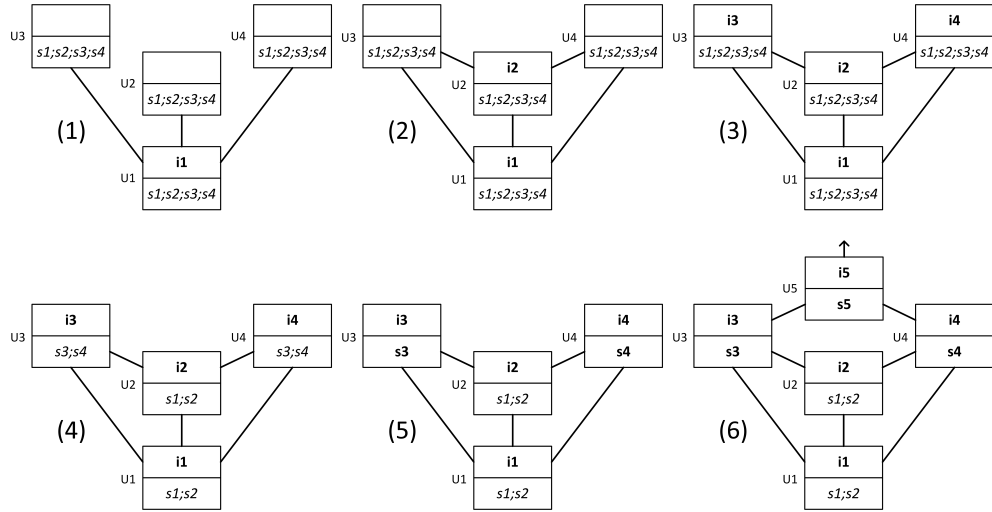 U3
s1;s2;s3;s4
U4
s1;s2;s3;s4
U2
s1;s2;s3;s4
(1)
i1
U1
s1;s2;s3;s4
U3
s1;s2;s3;s4
U4
s1;s2;s3;s4
i2
U2
s1;s2;s3;s4
(2)
i1
U1
s1;s2;s3;s4
i3
U3
s1;s2;s3;s4
i4
U4
s1;s2;s3;s4
i2
U2
s1;s2;s3;s4
(3)
i1
U1
s1;s2;s3;s4
i3
U3
s3;s4
i4
U4
s3;s4
i2
U2
s1;s2
(4)
i1
U1
s1;s2
i3
U3
s3
i4
U4
s4
i2
U2
s1;s2
(5)
i1
U1
s1;s2
i5
U5
s5
i3
U3
s3
i4
U4
s4
i2
U2
s1;s2
(6)
i1
U1
s1;s2